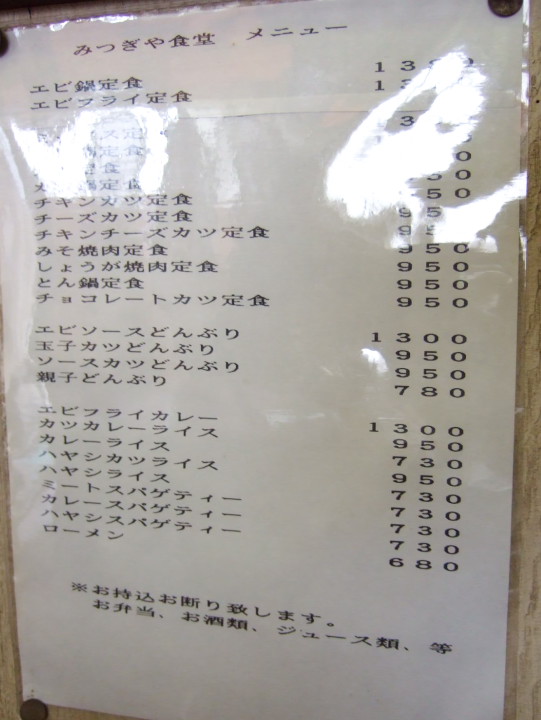 みつぎや食堂 メニュー
エビ鍋定食
エビフライ定食
定食
定食
チキンカツ定食
チーズカツ定食
チキンチーズカツ定食
みそ焼肉定食 950
しょうが焼肉定食 950
とん鍋定食 950
チョコレートカツ定食 950
エビソースどんぶり 1300
玉子カツどんぶり 950
ソースカツどんぶり 950
親子どんぶり 780
エビフライカレー 1300
カツカレーライス 950
カレーライス 730
ハヤシカツライス 950
ハヤシライス 730
ミートスパゲティー 730
カレースパゲティー 730
ハヤシスパゲティー 730
ローメン 680
※お持込お断り致します。
お弁当、お酒類、ジュース類、等